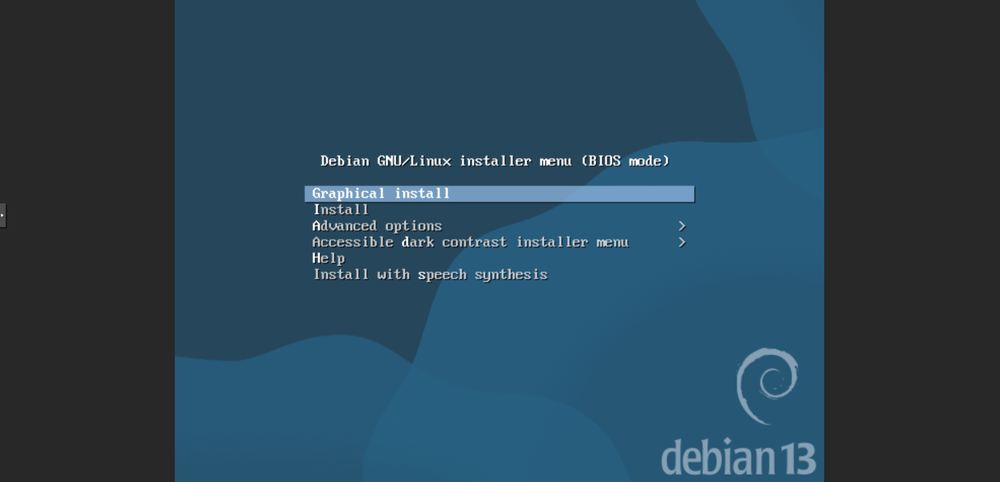 Debian GNU/Linux installer menu (BIOS mode)
Graphical install
Install
Advanced options >
Accessible dark contrast installer menu >
Help
Install with speech synthesis
debian 13